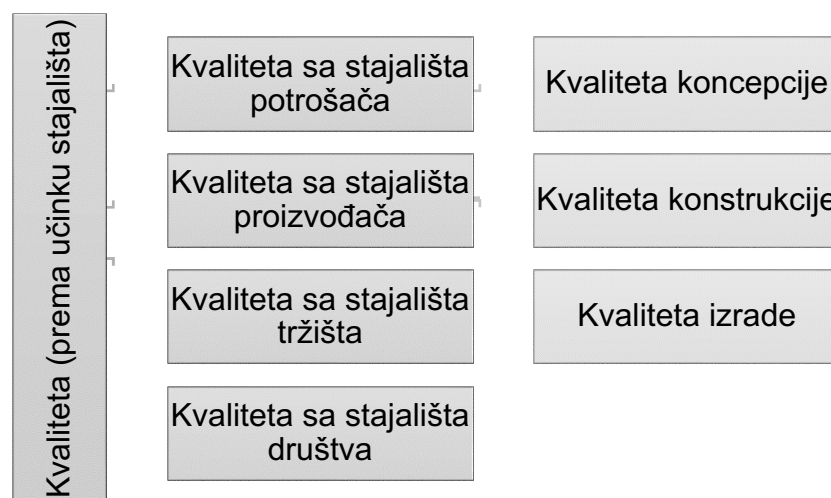 Kvaliteta (prema učinku stajališta)
Kvaliteta sa stajališta
potrošača
Kvaliteta sa stajališta
proizvođača
Kvaliteta sa stajališta
tržišta
Kvaliteta sa stajališta
društva
Kvaliteta koncepcije
Kvaliteta konstrukcije
Kvaliteta izrade